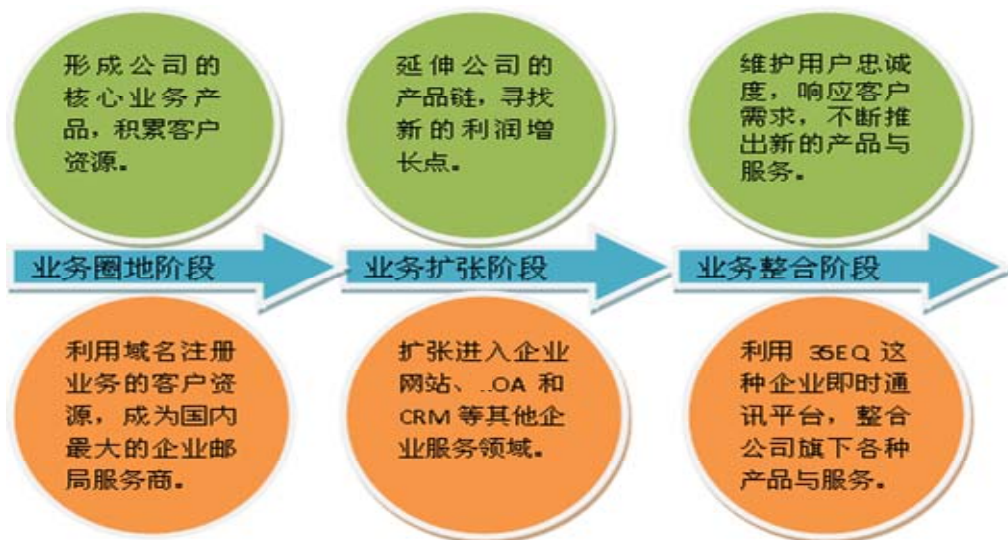 形成公司的
核心业务产
品，积累客户
资源。
延伸公司的
产品链，寻找
新的利润增
长点。
维护用户忠诚
度，响应客户
需求，不断推
出新的产品与
服务。
业务圈地阶段
业务扩张阶段
业务整合阶段
利用域名注册
业务的客户资
源，成为国内
最大的企业邮
局服务商。
扩张进入企业
网站、..OA 和
CRM 等其他企
业服务领域。
利用 35EQ 这
种企业即时通
讯平台，整合
公司旗下各种
产品与服务。